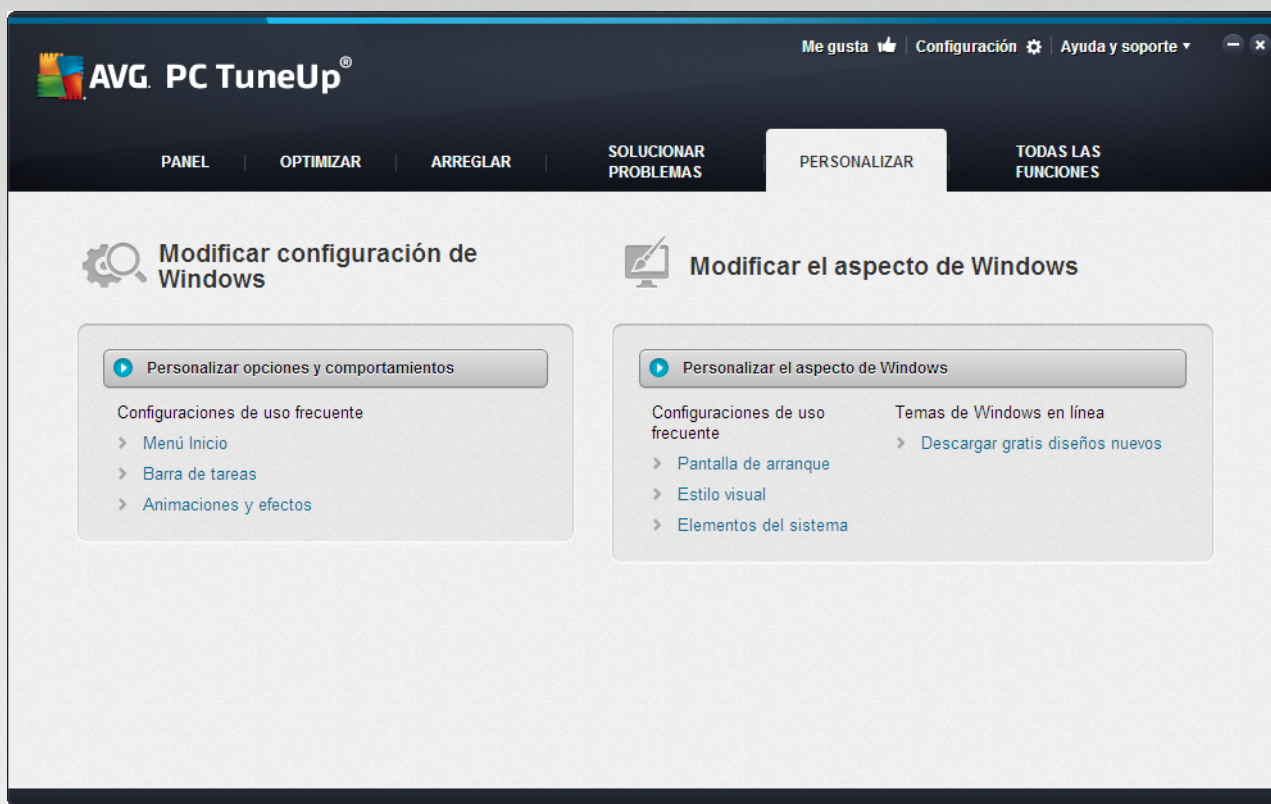 Me gusta | Configuración | Ayuda y soporte
AVG. PC TuneUp®
PANEL
OPTIMIZAR
ARREGLAR
SOLUCIONAR
PROBLEMAS
PERSONALIZAR
TODAS LAS
FUNCIONES
Modificar configuración de
Windows
Personalizar opciones y comportamientos
Configuraciones de uso frecuente
Menú Inicio
Barra de tareas
Animaciones y efectos
Modificar el aspecto de Windows
Personalizar el aspecto de Windows
Configuraciones de uso
frecuente
Pantalla de arranque
Estilo visual
Elementos del sistema
Temas de Windows en línea
Descargar gratis diseños nuevos